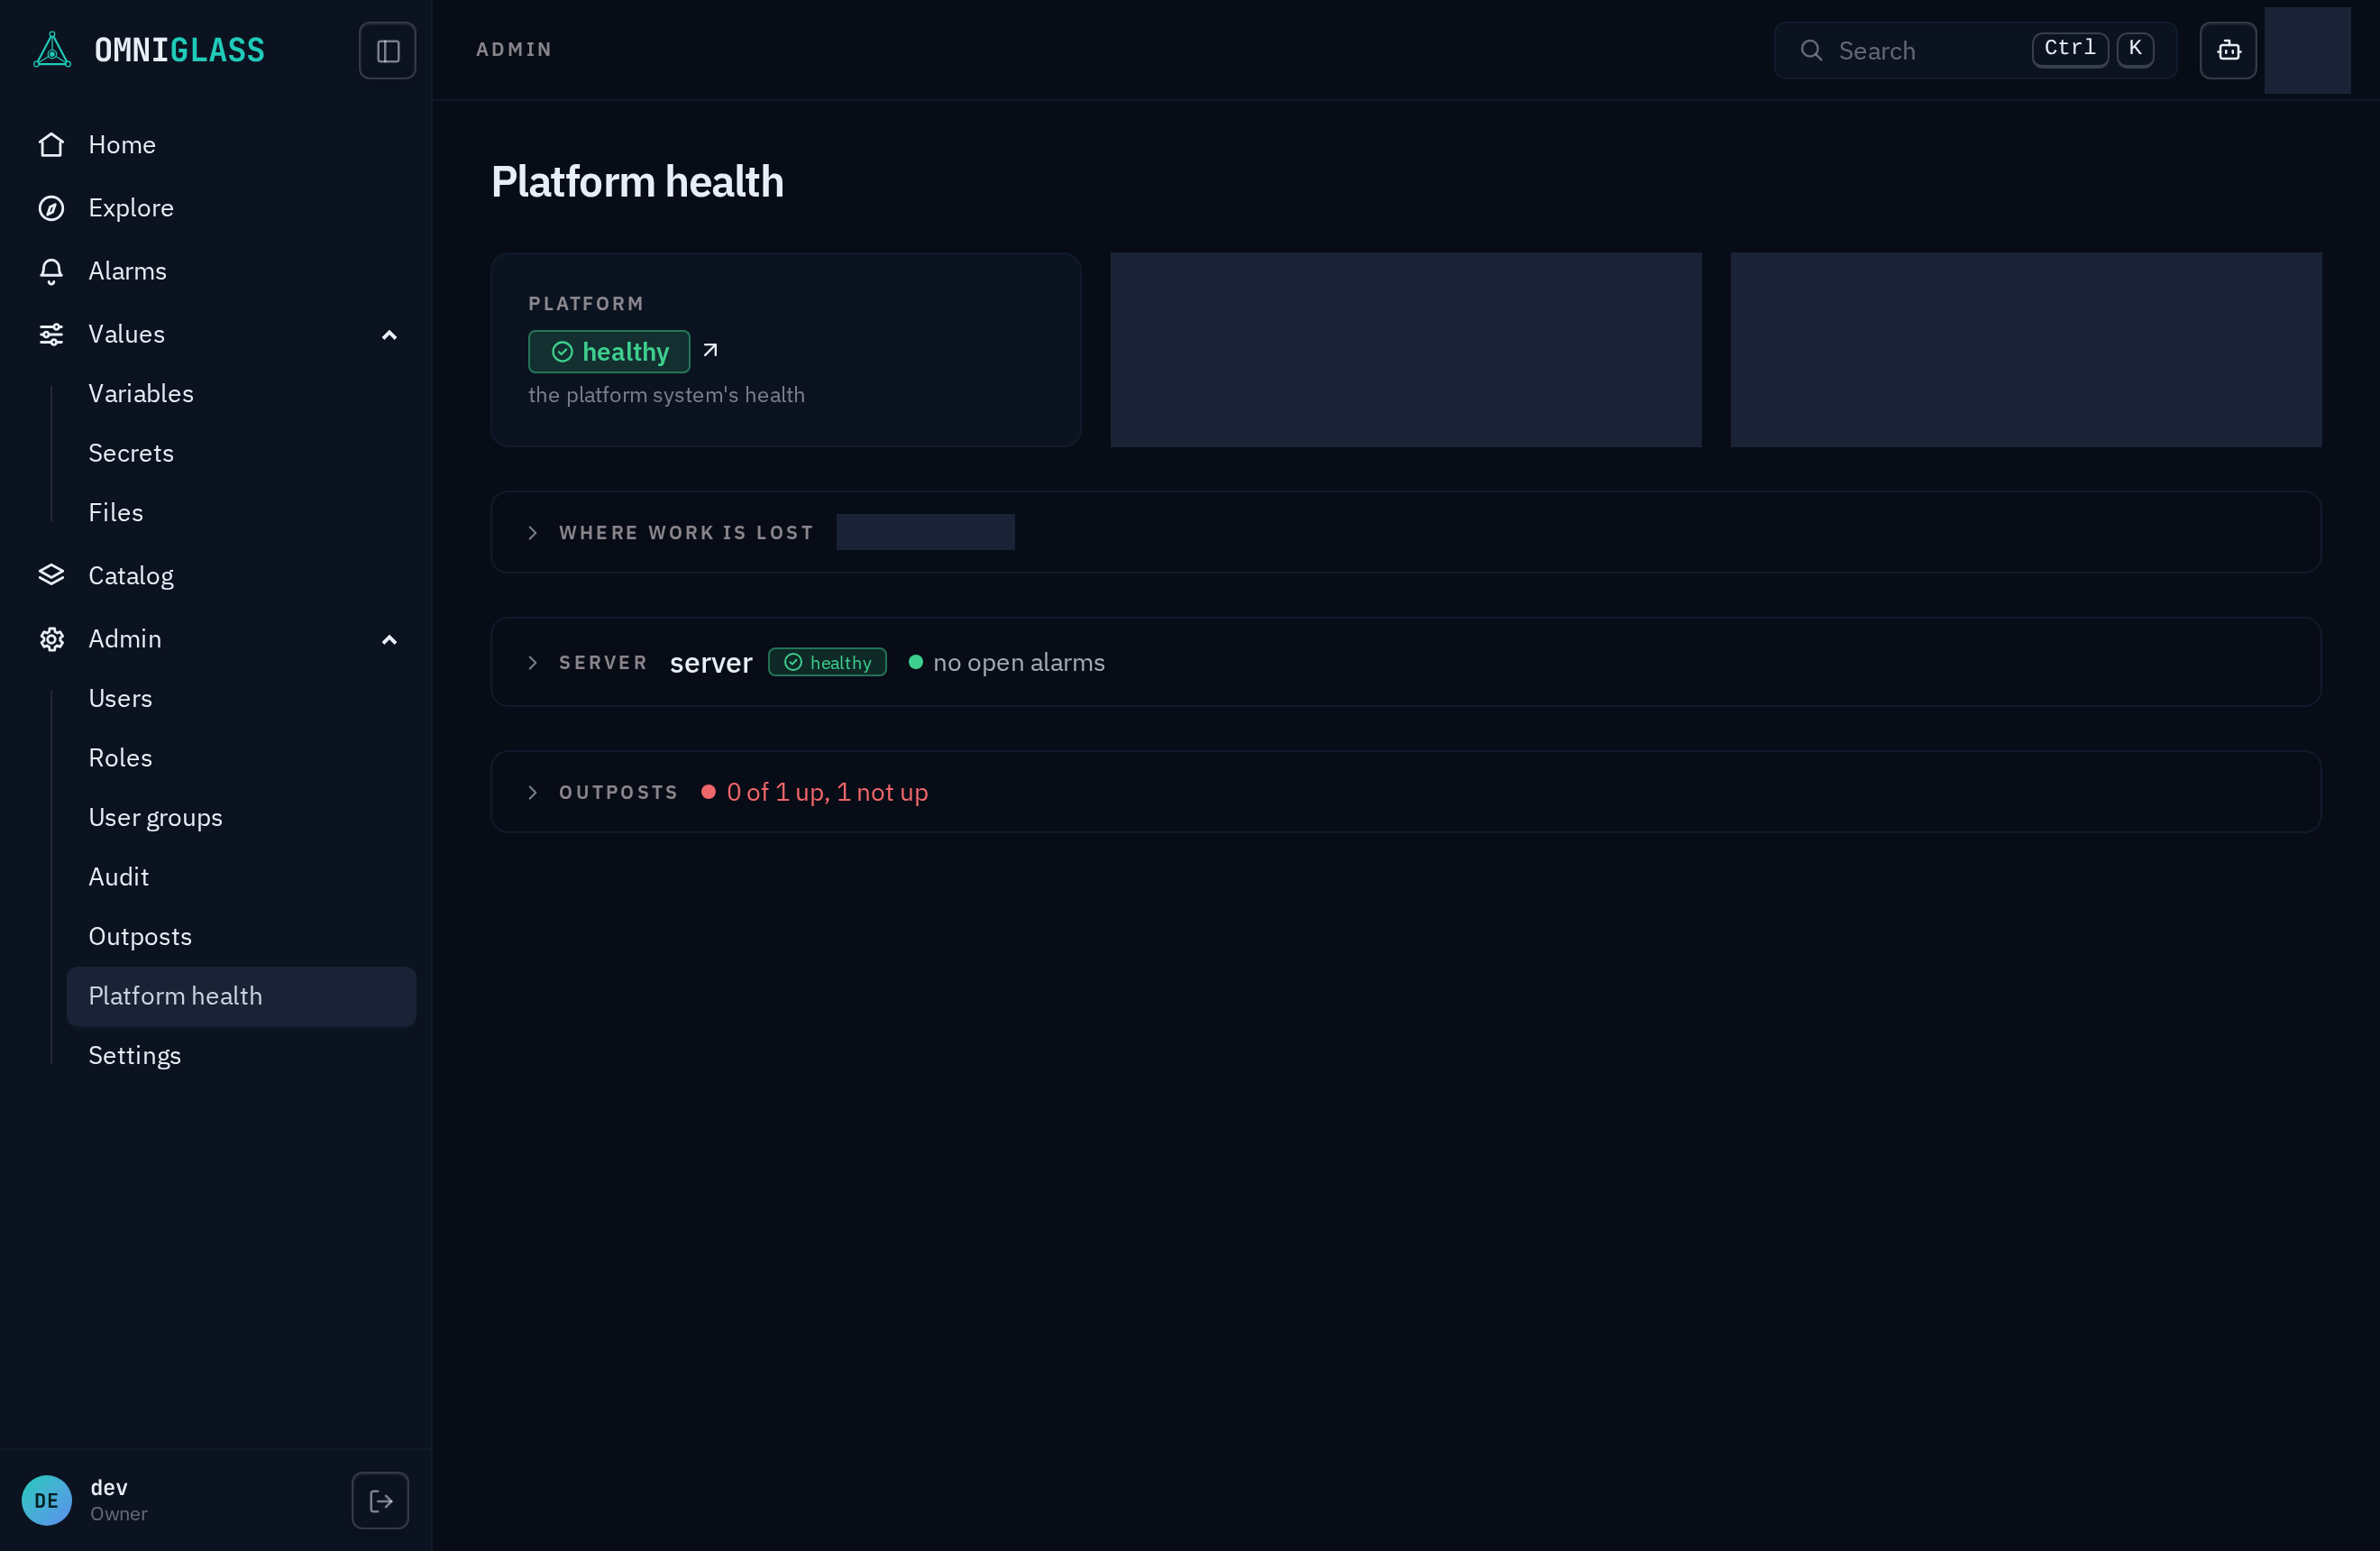 OMNIGLASS
ADMIN
Search
Ctrl K
Home
Explore
Alarms
Values
Variables
Secrets
Files
Catalog
Admin
Users
Roles
User groups
Audit
Outposts
Platform health
Settings
DE
dev
Owner
Platform health
PLATFORM
healthy
the platform system's health
WHERE WORK IS LOST
SERVER server healthy no open alarms
OUTPOSTS 0 of 1 up, 1 not up